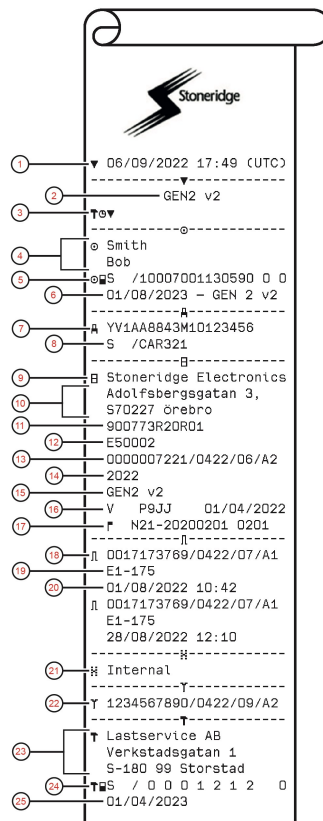 Stoneridge
1 ▼ 06/09/2022 17:49 (UTC)
2 GEN2 v2
3
4 Smith
Bob
5 S /10007001130590 0 0
6 01/08/2023 - GEN 2 v2
7 YV1AA8843M1D123456
8 S /CAR321
9 Stoneridge Electronics
10 Adolfsbergsgatan 3,
S70227 örebro
11 900773R20R01
12 E50002
13 0000007221/0422/06/A2
14 2022
15 GEN2 v2
16 V P9JJ 01/04/2022
17 N21-20200201 0201
18 0017173769/0422/07/A1
19 E1-175
20 01/08/2022 10:42
0017173769/0422/07/A1
E1-175
28/08/2022 12:10
21 Internal
22 1234567890/0422/09/A2
23 Lastservice AB
Verkstadsgatan 1
S-180 99 Storstad
24 S / 0 0 0 1 2 1 2 0
25 01/04/2023